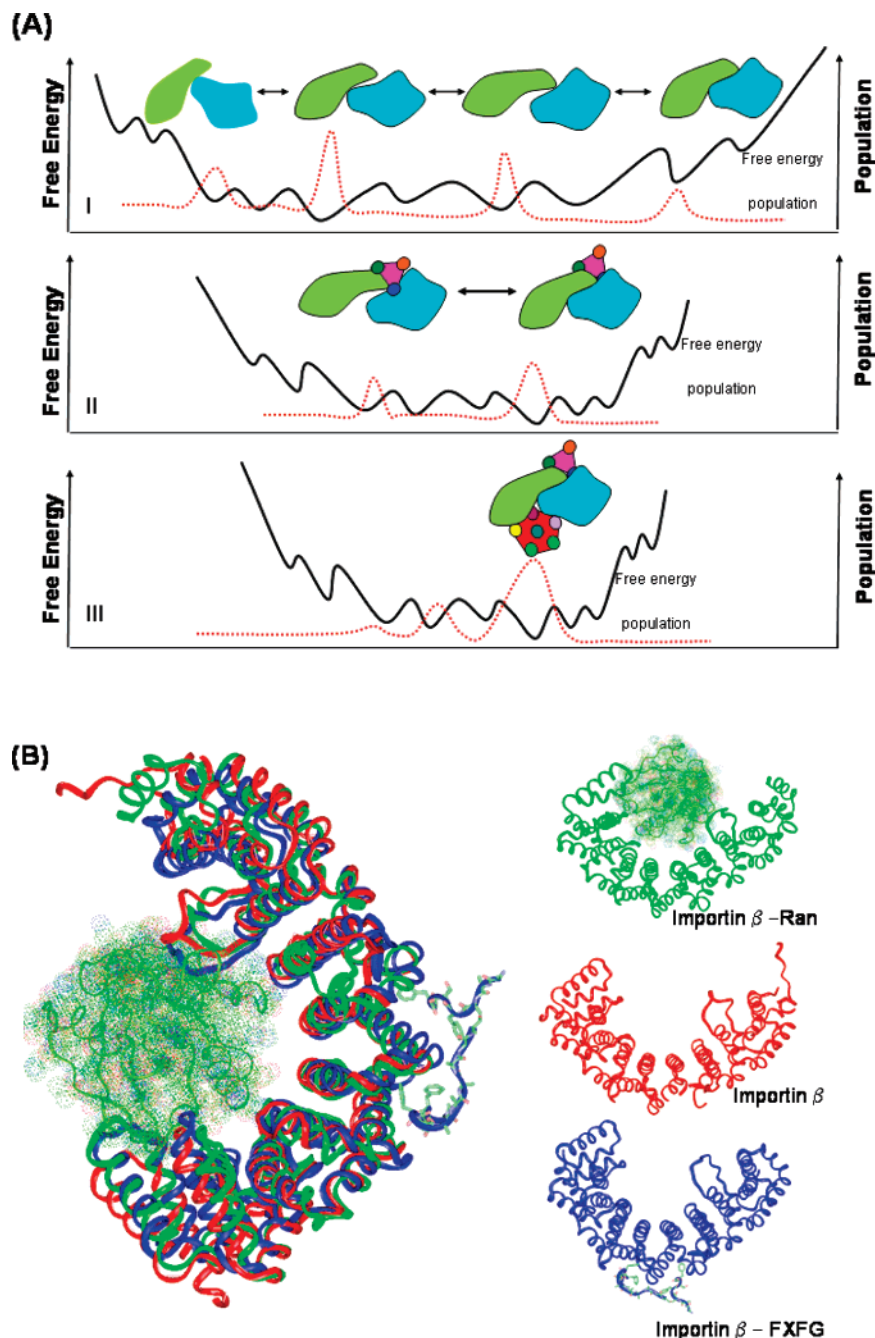 (A)
Free Energy
Population
Free energy
population
I
Free Energy
Population
Free energy
population
II
Free Energy
Population
Free energy
population
III
(B)
Importin β –Ran
Importin β
Importin β – FXFG